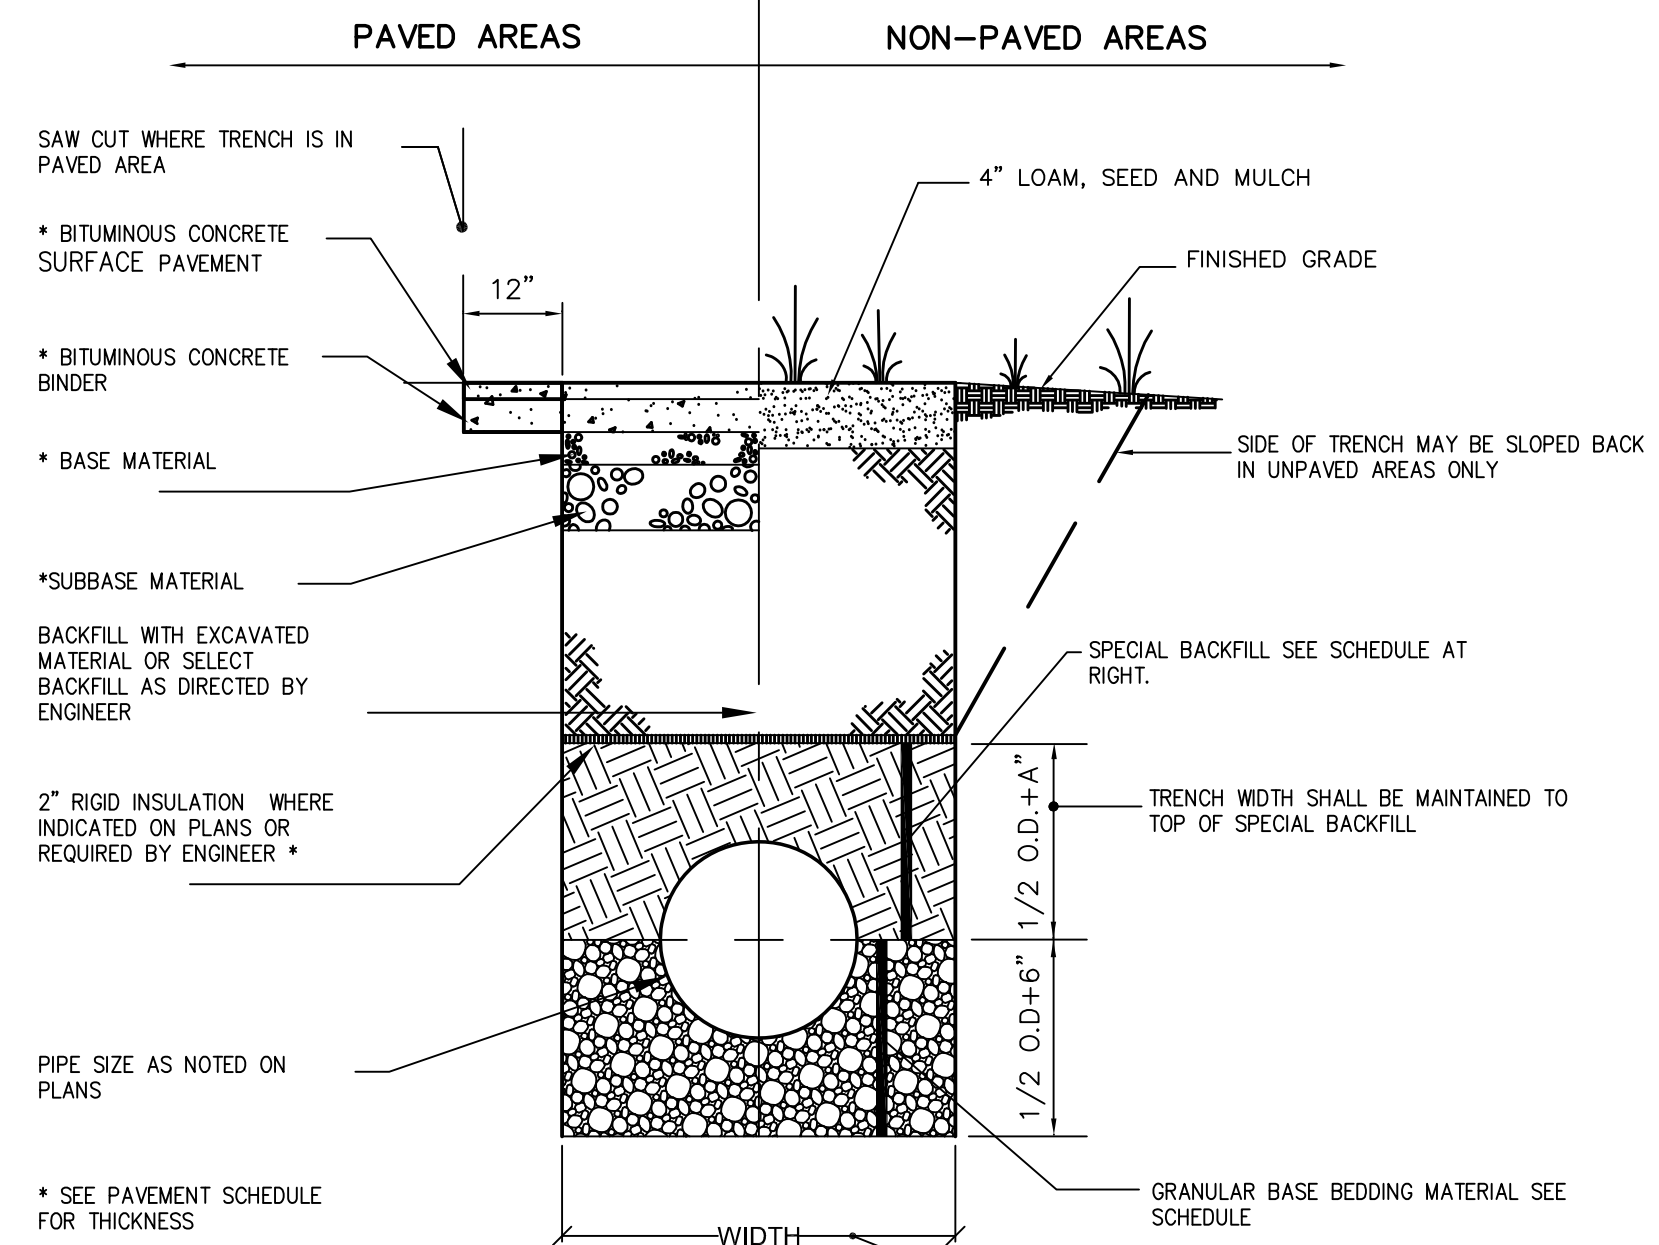 PAVED AREAS
NON-PAVED AREAS
SAW CUT WHERE TRENCH IS IN
PAVED AREA
* BITUMINOUS CONCRETE
SURFACE PAVEMENT
12"
* BITUMINOUS CONCRETE
BINDER
* BASE MATERIAL
*SUBBASE MATERIAL
BACKFILL WITH EXCAVATED
MATERIAL OR SELECT
BACKFILL AS DIRECTED BY
ENGINEER
2" RIGID INSULATION WHERE
INDICATED ON PLANS OR
REQUIRED BY ENGINEER *
PIPE SIZE AS NOTED ON
PLANS
* SEE PAVEMENT SCHEDULE
FOR THICKNESS
4" LOAM, SEED AND MULCH
FINISHED GRADE
SIDE OF TRENCH MAY BE SLOPED BACK
IN UNPAVED AREAS ONLY
SPECIAL BACKFILL SEE SCHEDULE AT
RIGHT.
1/2 O.D.+A"
TRENCH WIDTH SHALL BE MAINTAINED TO
TOP OF SPECIAL BACKFILL
1/2 O.D+6"
GRANULAR BASE BEDDING MATERIAL SEE
SCHEDULE
WIDTH